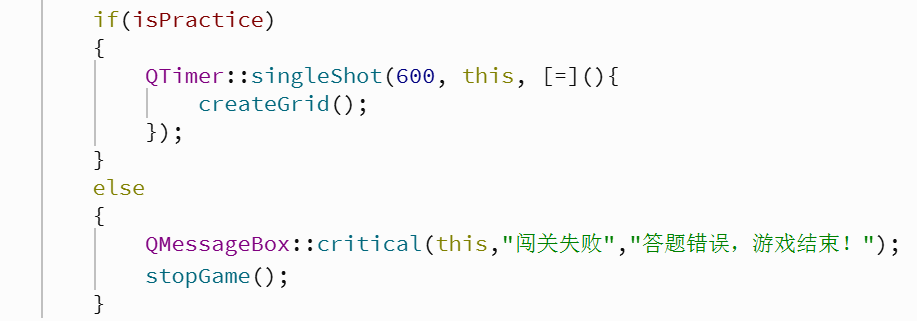 if(isPractice)
{
QTimer::singleShot(600, this, [=](){
createGrid();
});
}
else
{
QMessageBox::critical(this,"闯关失败","答题错误，游戏结束！");
stopGame();
}